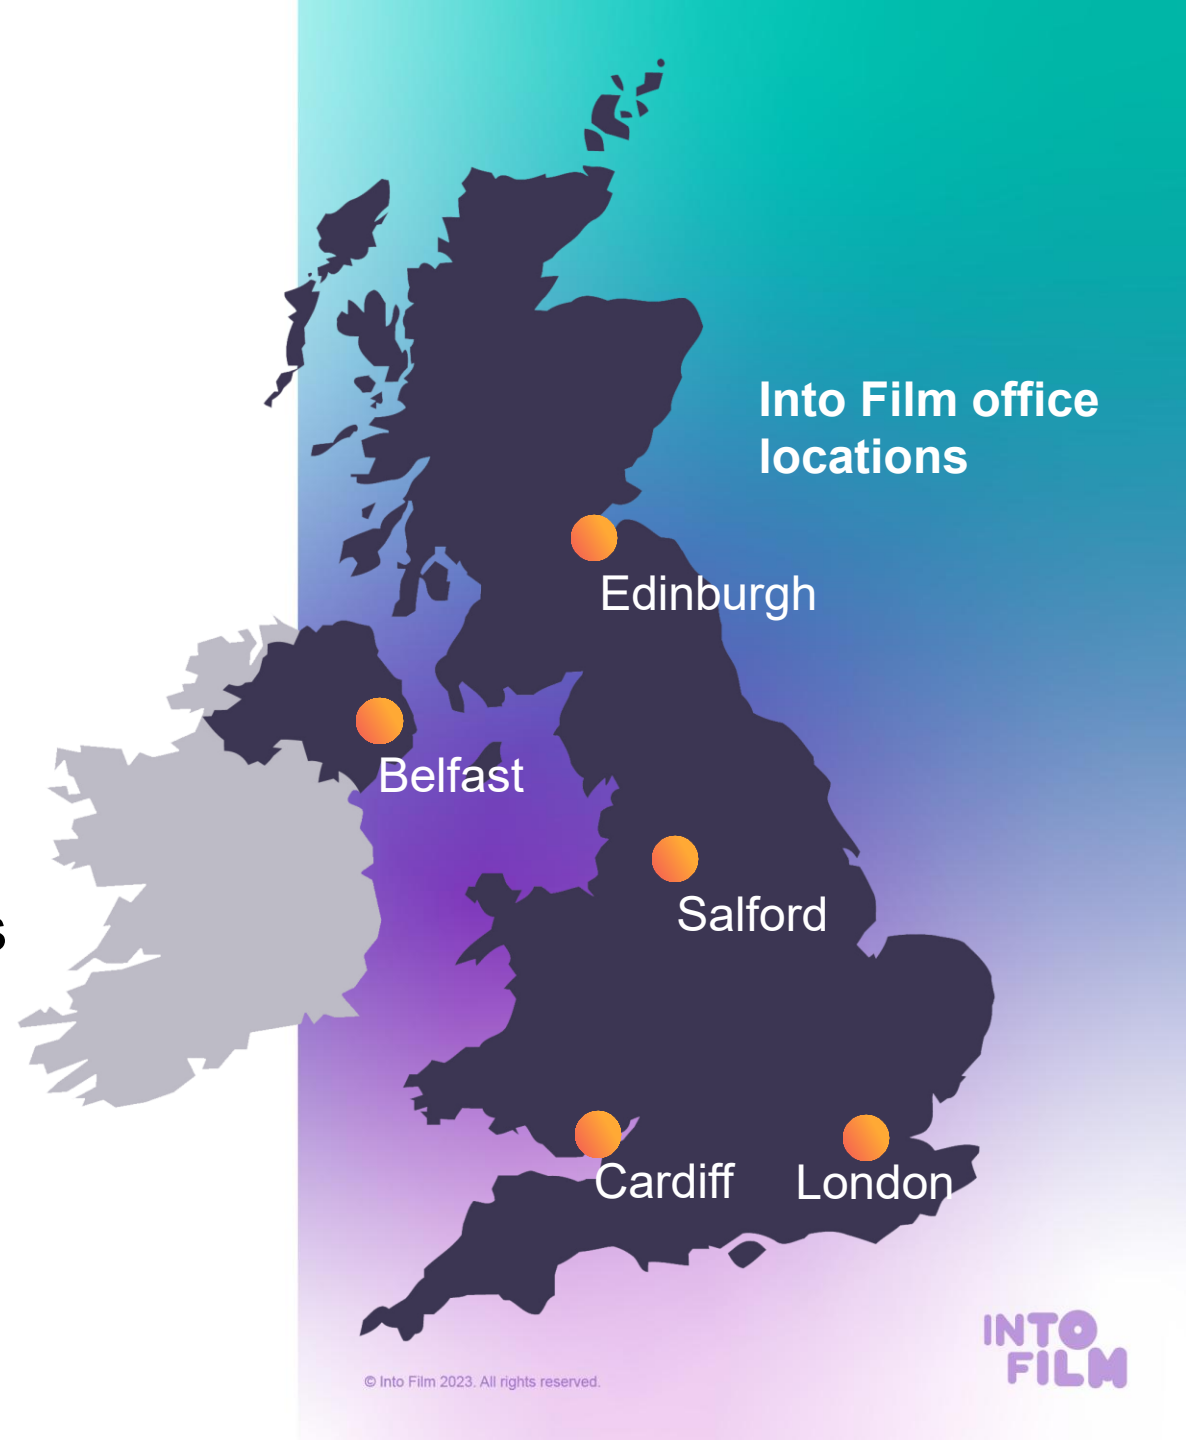 Into Film office
locations
Edinburgh
Belfast
s
Salford
Cardiff
London
INTO
FILM
© Into Film 2023. All rights reserved.